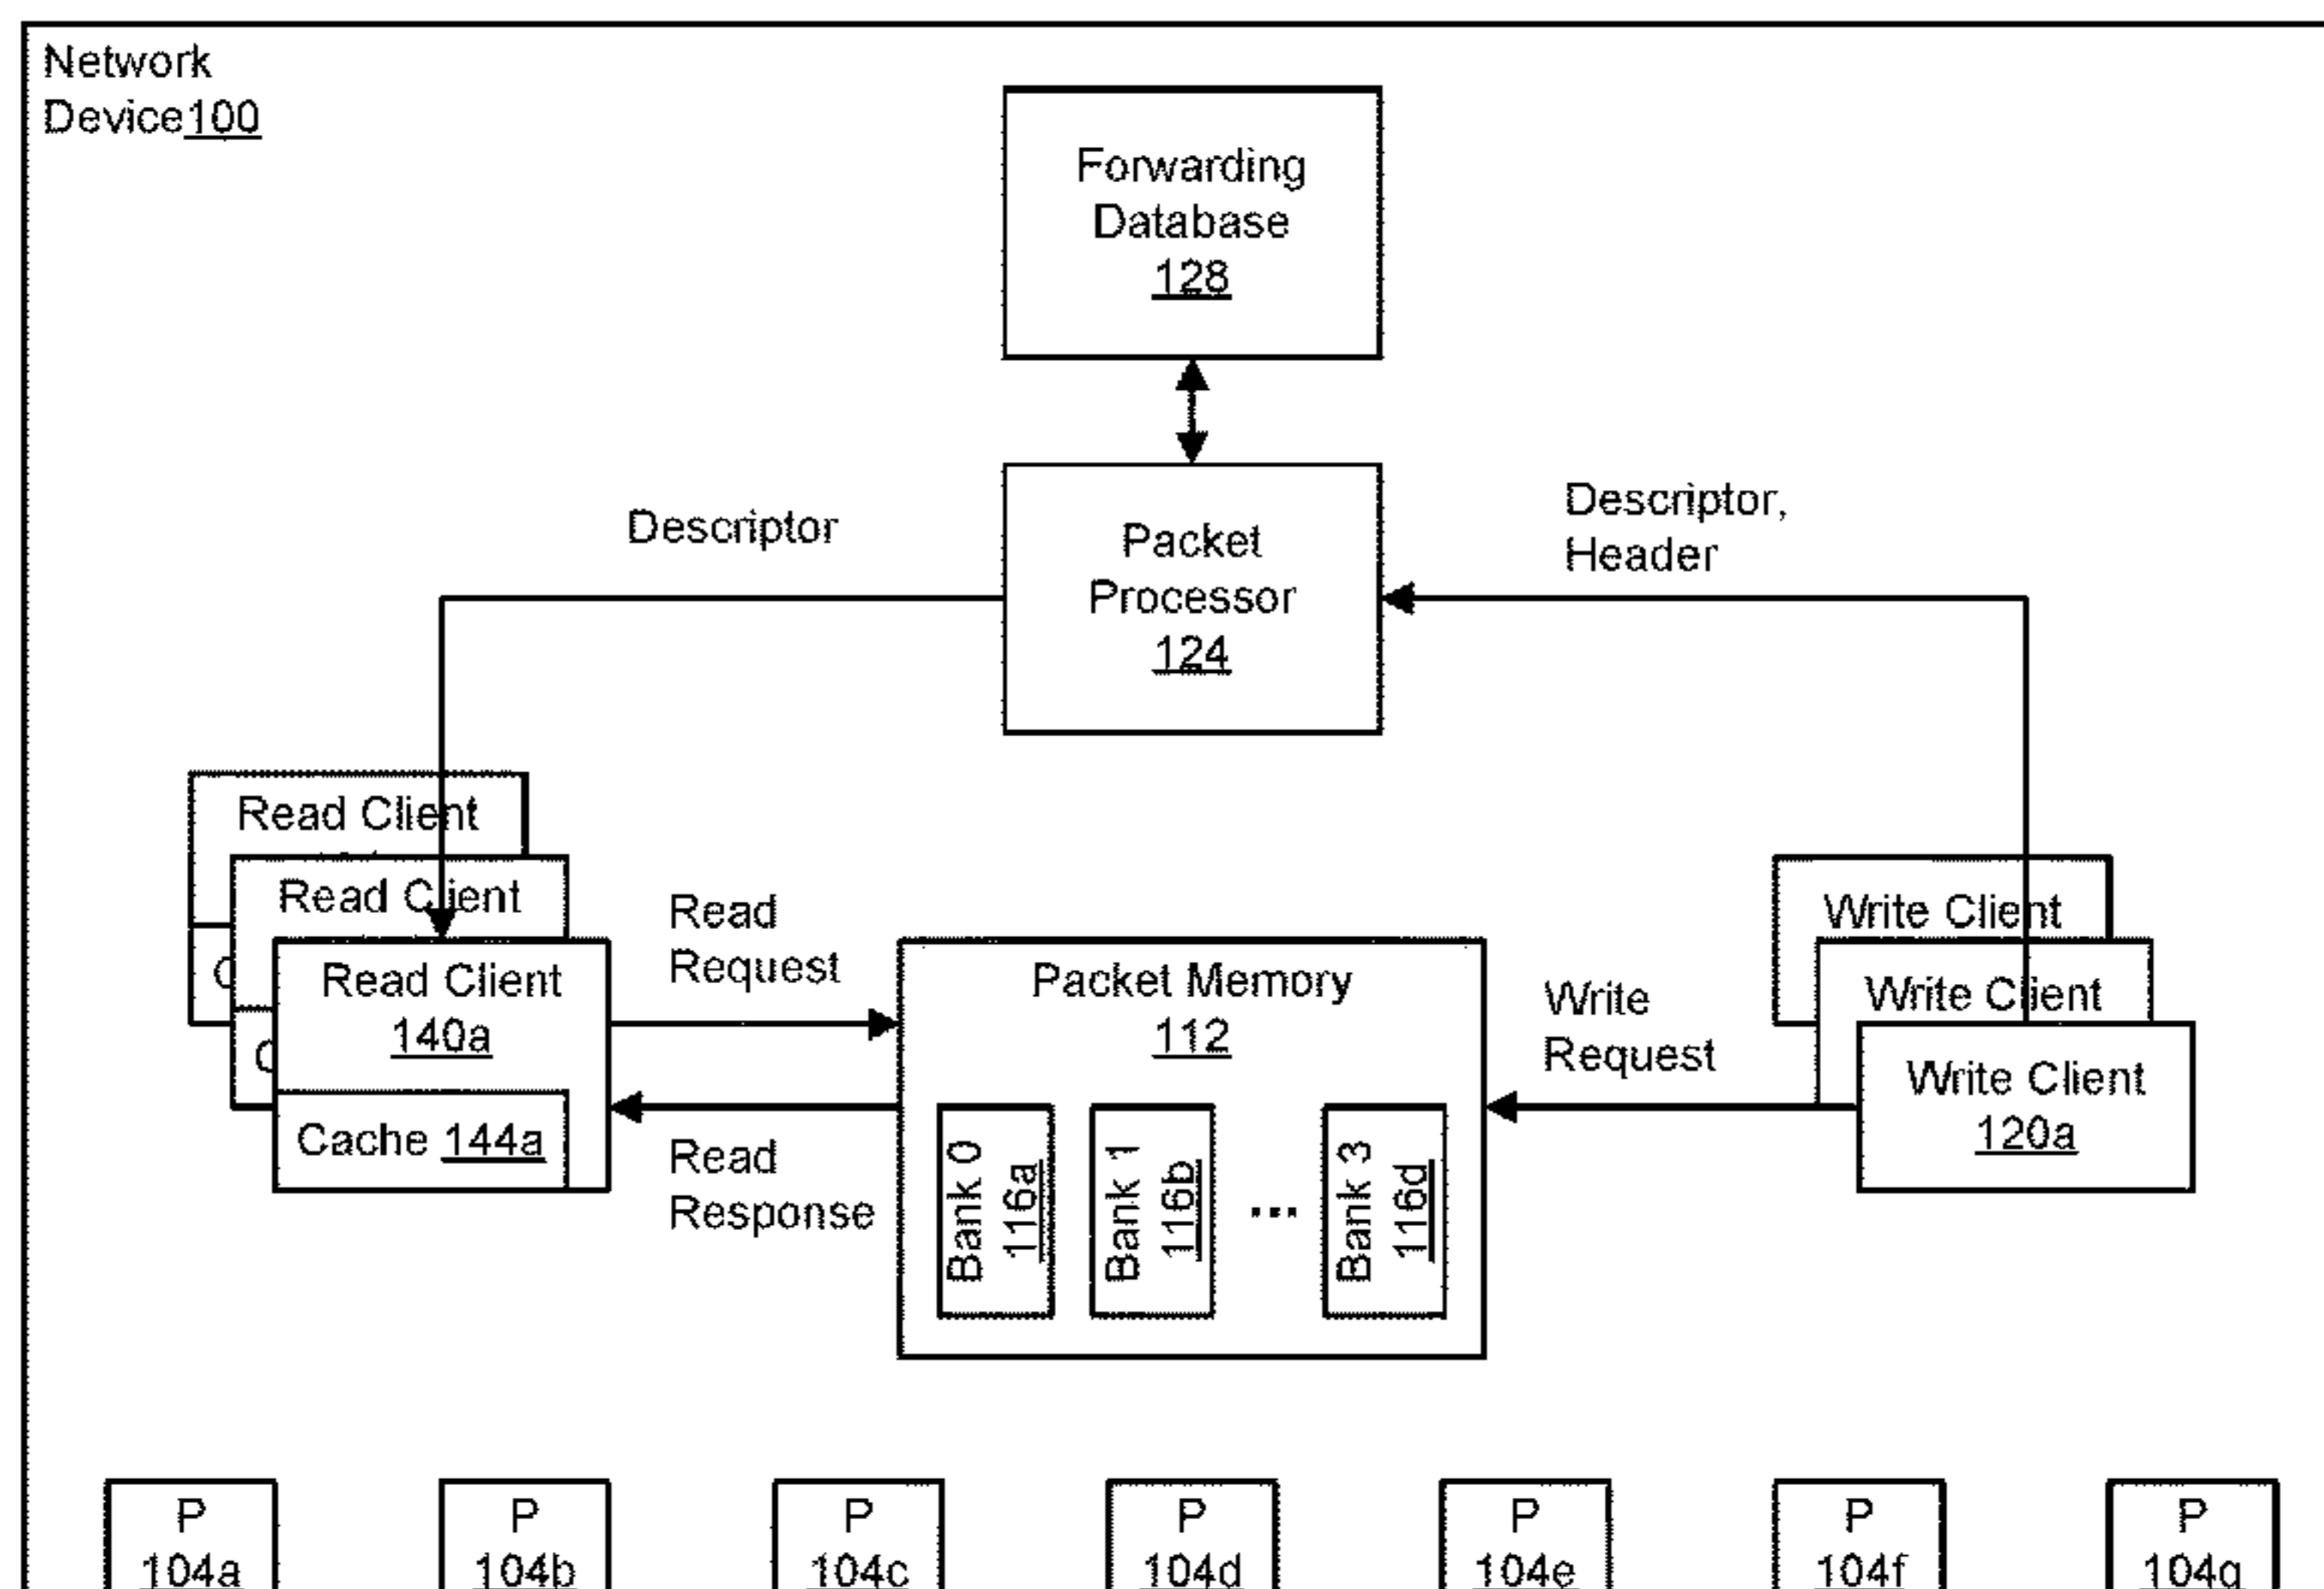 Network
Device100
Forwarding
Database
128
Descriptor
Packet
Processor
124
Descriptor,
Header
Read Client
Read Client
Read Client
140a
Cache 144a
Read
Request
Read
Response
Packet Memory
112
Bank 0
116a
Bank 1
116b
...
Bank 3
116d
Write
Request
Write Client
Write Client
Write Client
120a
P
104a
P
104b
P
104c
P
104d
P
104e
P
104f
P
104g